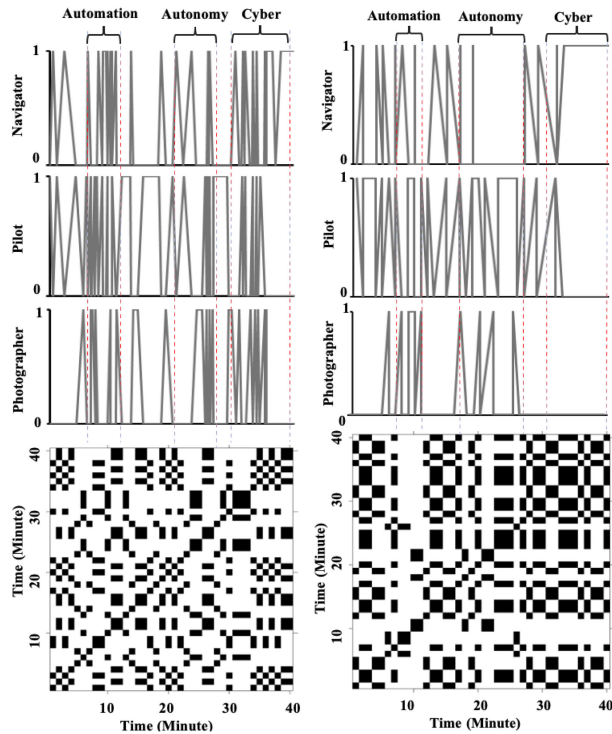 Automation Autonomy Cyber
1
Navigator
0
1
Pilot
0
1
Photographer
0
40
30
20
10
Time (Minute)
10 20 30 40
Time (Minute)
Automation Autonomy Cyber
1
Navigator
0
1
Pilot
0
1
Photographer
0
40
30
20
10
Time (Minute)
10 20 30 40
Time (Minute)